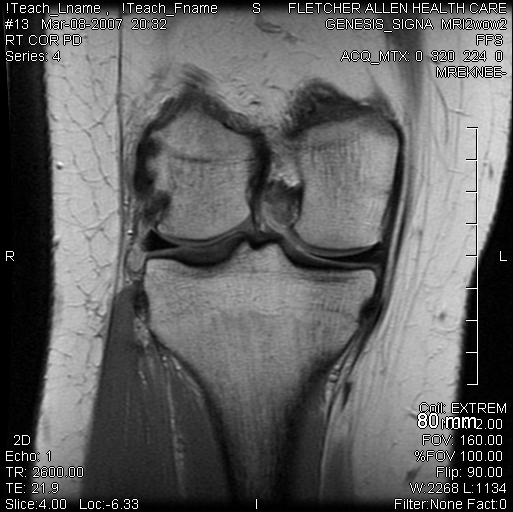 !Teach_Lname , !Teach_Fname S FLETCHER ALLEN HEALTH CARE
#13 Mar-08-2007 20:32 GENESIS_SIGNA MRI2wow2
RT COR PD FFS
Series: 4 ACQ_MTX: 0 320 224 0
MREKNEE-
R L
Coil: EXTREM
80 mm 2.00
2D FOV: 160.00
Echo: 1 %FOV: 100.00
TR: 2600.00 Flip: 90.00
TE: 21.9 W:2268 L:1134
Slice:4.00 Loc:-6.33 I Filter:None Fact:0